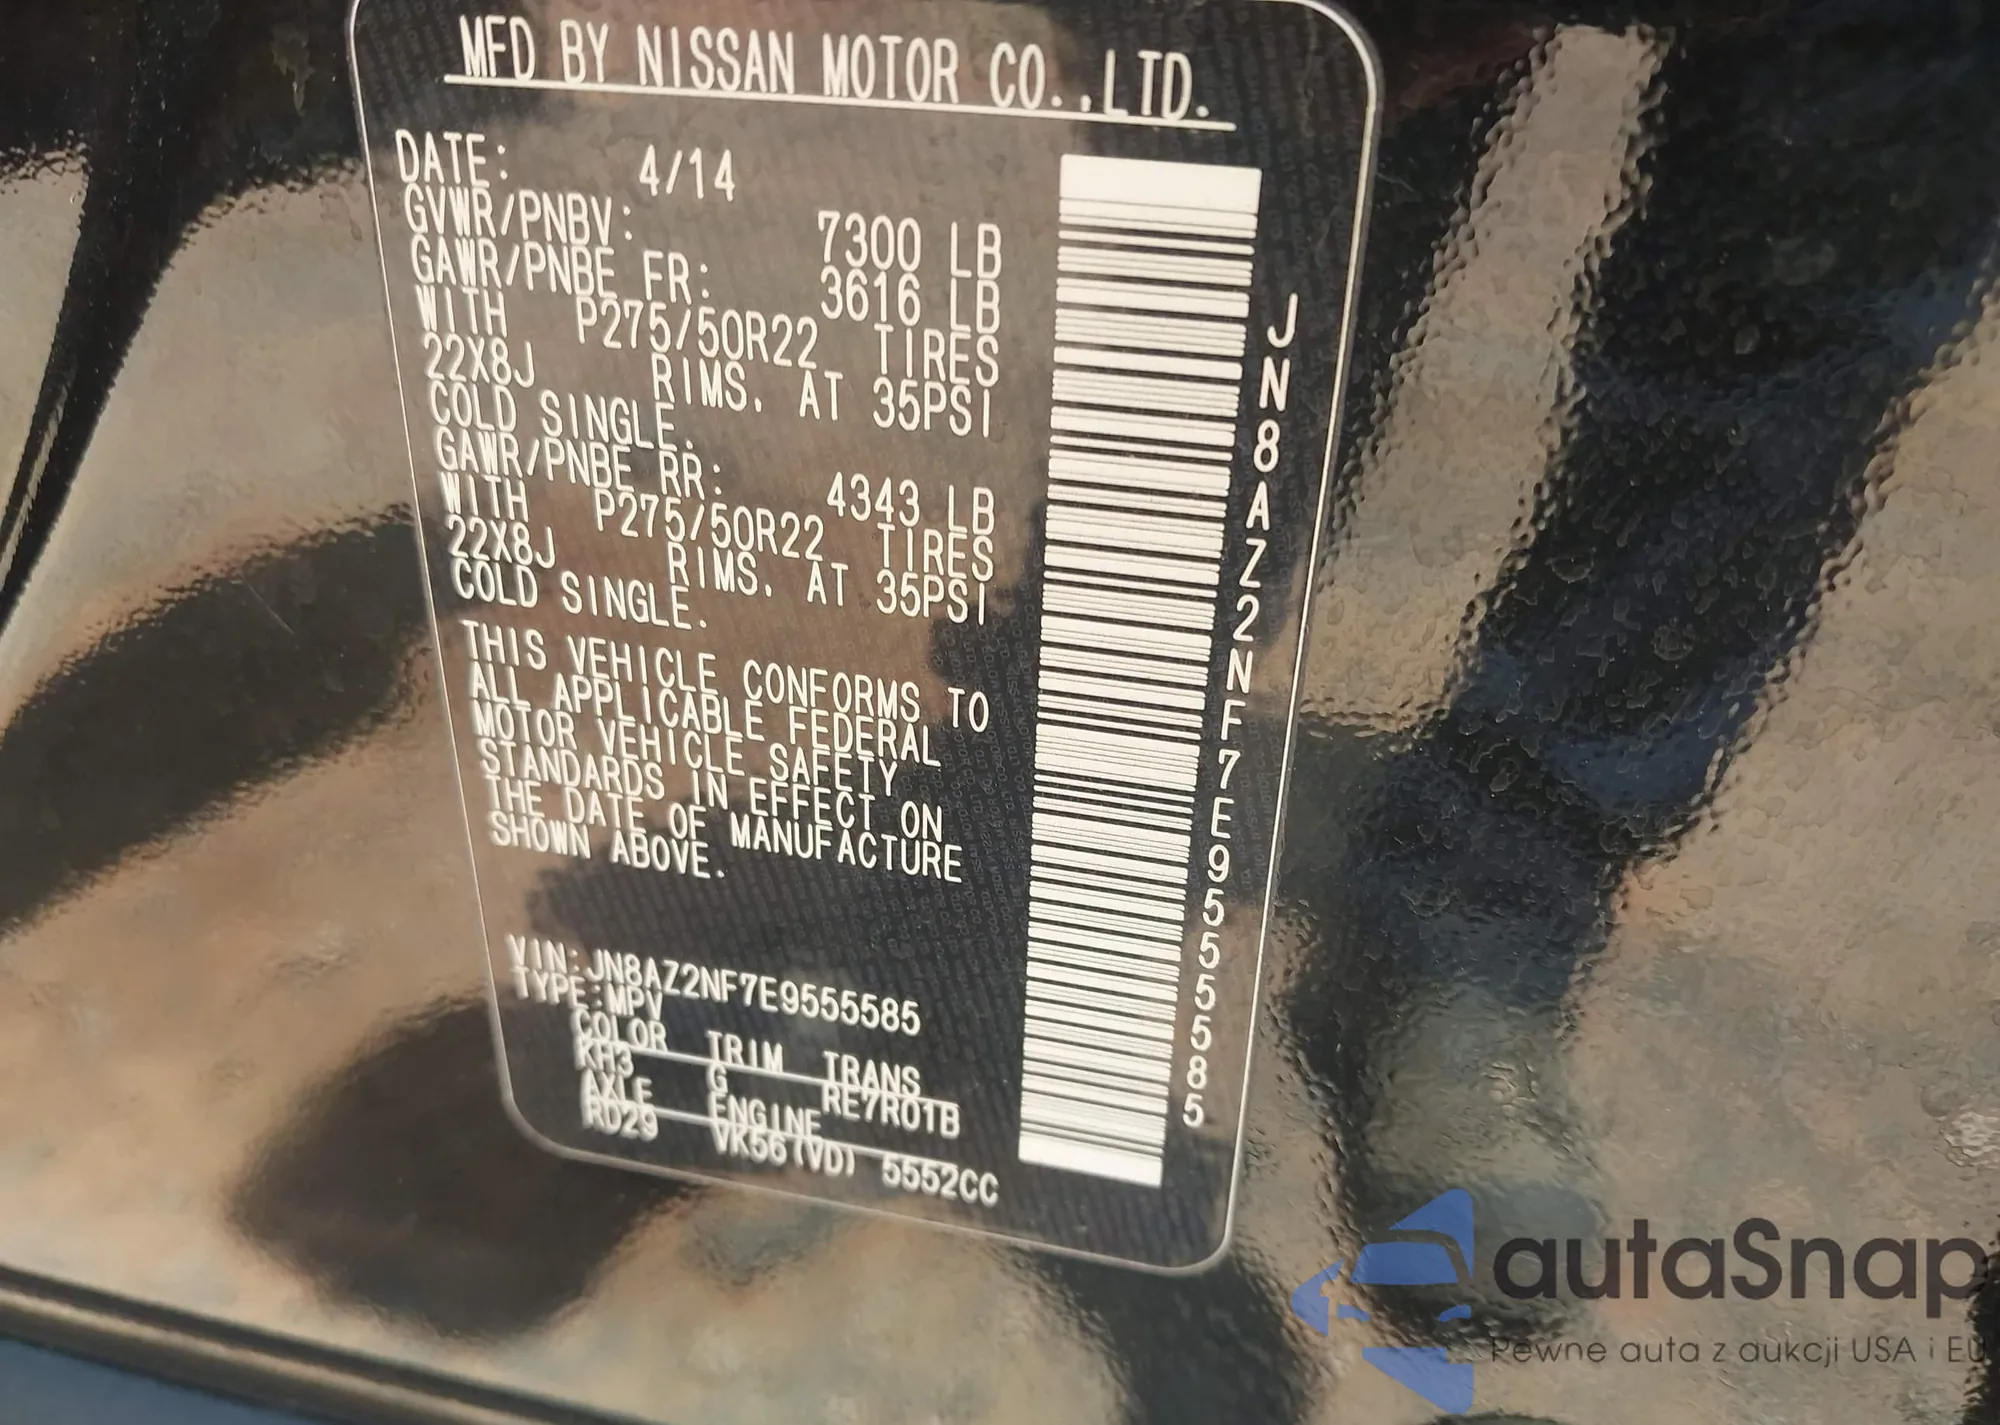 MFD BY NISSAN MOTOR CO.,LTD.
DATE: 4/14
GVWR/PNBV: 7300 LB
GAWR/PNBE FR: 3616 LB
WITH P275/50R22 TIRES
22X8J RIMS. AT 35PSI
COLD SINGLE.
GAWR/PNBE RR: 4343 LB
WITH P275/50R22 TIRES
22X8J RIMS. AT 35PSI
COLD SINGLE.
THIS VEHICLE CONFORMS TO
ALL APPLICABLE FEDERAL
MOTOR VEHICLE SAFETY
STANDARDS IN EFFECT ON
THE DATE OF MANUFACTURE
SHOWN ABOVE.
VIN:JN8AZ2NF7E9555585
TYPE:MPV
COLOR TRIM TRANS
KH3 G RE7R01B
AXLE ENGINE
RD29 VK56(VD) 5552CC
JN8AZ2NF7E9555585
autaSnap
Pewne auta z aukcji USA i EU